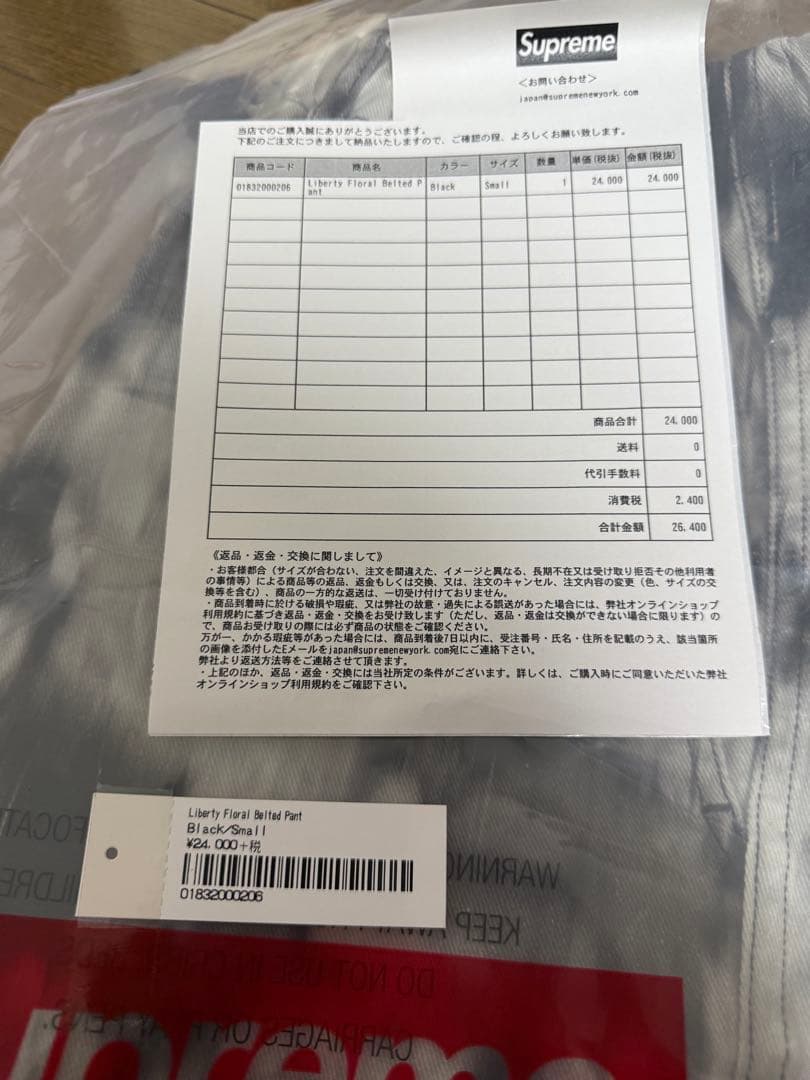 Supreme
＜お問い合わせ＞
japan@supremenewyork.com
当店でのご購入誠にありがとうございます。
下記のご注文につきまして納品いたしますので、ご確認の程、よろしくお願い致します。
商品コード 商品名 カラー サイズ 数量 単価(税抜) 金額(税抜)
01832000206 Liberty Floral Belted P Black Small 1 24,000 24,000
ant
商品合計 24,000
送料 0
代引手数料 0
消費税 2,400
合計金額 26,400
《返品・返金・交換に関しまして》
・お客様都合（サイズが合わない、注文を間違えた、イメージと異なる、長期不在又は受け取り拒否その他利用者
の事情等）による商品等の返品、返金もしくは交換、又は、注文のキャンセル、注文内容の変更（色、サイズの交
換等を含む）、商品の一方的な返送は、一切受け付けておりません。
・商品到着時に於ける破損や瑕疵、又は弊社の故意・過失による誤送があった場合には、弊社オンラインショップ
利用規約に基づき返品・返金・交換をお受け致します（ただし、返品・返金は交換ができない場合に限ります）の
で、商品お受け取りの際には必ず商品の状態をご確認ください。
万が一、かかる瑕疵等があった場合には、商品到着後7日以内に、受注番号・氏名・住所を記載のうえ、該当箇所
の画像を添付したEメールをjapan@supremenewyork.com宛にご連絡下さい。
弊社より返送方法等をご連絡させて頂きます。
・上記のほか、返品・返金・交換には当社所定の条件がございます。詳しくは、ご購入時にご同意いただいた弊社
オンラインショップ利用規約をご確認下さい。
Liberty Floral Belted Pant
Black/Small
¥24,000+税
01832000206
WARNING
KEEP AWAY
DO NOT USE IN
CARRIAGES OR PLAYPENS.
Supreme